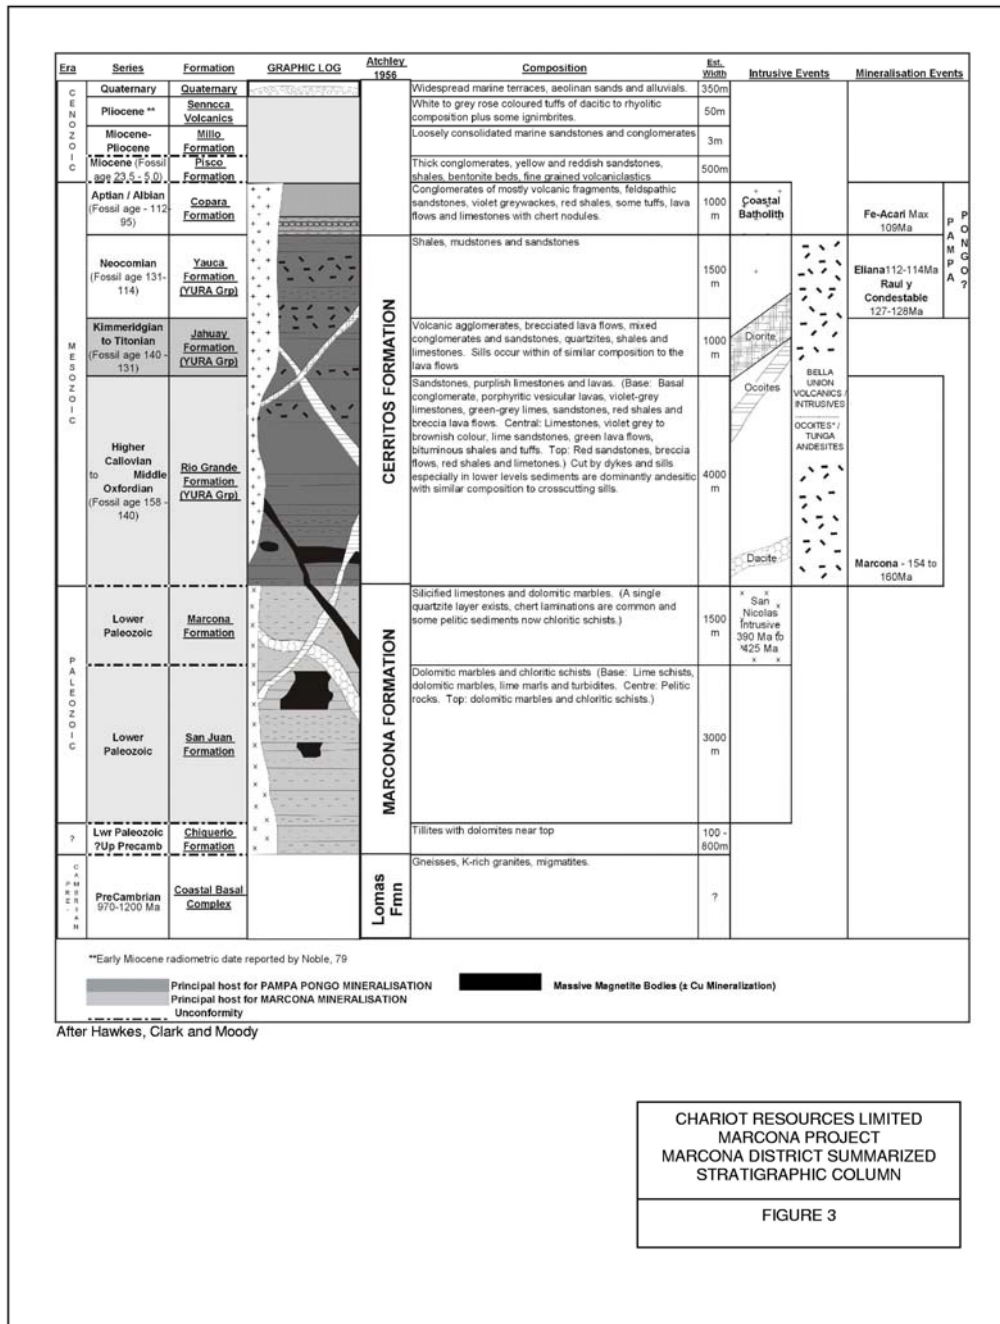 Era Series Formation GRAPHIC LOG Atchley 1956 Composition Est. Width Intrusive Events Mineralisation Events
CENOZOIC
Quaternary Quaternary Widespread marine terraces, aeolinan sands and alluvials. 350m
Pliocene ** Senncca Volcanics
White to grey rose coloured tuffs of dacitic to rhyolitic
composition plus some ignimbrites.
50m
Miocene-
Pliocene
Millo
Formation
Loosely consolidated marine sandstones and conglomerates
3m
Miocene (Fossil
age 23.5 - 5.0)
Pisco
Formation
Thick conglomerates, yellow and reddish sandstones,
shales, bentonite beds, fine grained volcaniclastics
500m
MESOZOIC
Aptian / Albian
(Fossil age - 112-
95)
Copara
Formation
Conglomerates of mostly volcanic fragments, feldspathic
sandstones, violet greywackes, red shales, some tuffs, lava
flows and limestones with chert nodules.
1000
m
Coastal
Batholith
Fe-Acari Max
109Ma
PAMPA
PONGO?
CERRITOS FORMATION
Neocomian
(Fossil age 131-
114)
Yauca
Formation
(YURA Grp)
Shales, mudstones and sandstones
1500
m
Eliana112-114Ma
Raul y
Condestable
127-128Ma
Kimmeridgian
to Titonian
(Fossil age 140 -
131)
Jahuay
Formation
(YURA Grp)
Volcanic agglomerates, brecciated lava flows, mixed
conglomerates and sandstones, quartzites, shales and
limestones. Sills occur within of similar composition to the
lava flows
1000
m
Diorite
Ocoites
BELLA
UNION
VOLCANICS /
INTRUSIVES
OCOITES* /
TUNGA
ANDESITES
Higher
Callovian
to Middle
Oxfordian
(Fossil age 158 -
140)
Rio Grande
Formation
(YURA Grp)
Sandstones, purplish limestones and lavas. (Base: Basal
conglomerate, porphyritic vesicular lavas, violet-grey
limestones, green-grey limes, sandstones, red shales and
breccia lava flows. Central: Limestones, violet grey to
brownish colour, lime sandstones, green lava flows,
bituminous shales and tuffs. Top: Red sandstones, breccia
flows, red shales and limetones.) Cut by dykes and sills
especially in lower levels sediments are dominantly andesitic
with similar composition to crosscutting sills.
4000
m
Dacite
Marcona - 154 to
160Ma
PALEOZOIC
MARCONA FORMATION
Lower
Paleozoic
Marcona
Formation
Silicified limestones and dolomitic marbles. (A single
quartzite layer exists, chert laminations are common and
some pelitic sediments now chloritic schists.)
1500
m
San
Nicolas
Intrusive
390 Ma to
425 Ma
Lower
Paleozoic
San Juan
Formation
Dolomitic marbles and chloritic schists (Base: Lime schists,
dolomitic marbles, lime marls and turbidites. Centre: Pelitic
rocks. Top: dolomitic marbles and chloritic schists.)
3000
m
?
Lwr Paleozoic
?Up Precamb
Chiquerio
Formation
Tillites with dolomites near top
100 -
800m
PRE-CAMBRIAN
PreCambrian
970-1200 Ma
Coastal Basal
Complex
Lomas
Fmn
Gneisses, K-rich granites, migmatites.
?
**Early Miocene radiometric date reported by Noble, 79
Principal host for PAMPA PONGO MINERALISATION Massive Magnetite Bodies (± Cu Mineralization)
Principal host for MARCONA MINERALISATION
Unconformity
After Hawkes, Clark and Moody
CHARIOT RESOURCES LIMITED
MARCONA PROJECT
MARCONA DISTRICT SUMMARIZED
STRATIGRAPHIC COLUMN
FIGURE 3